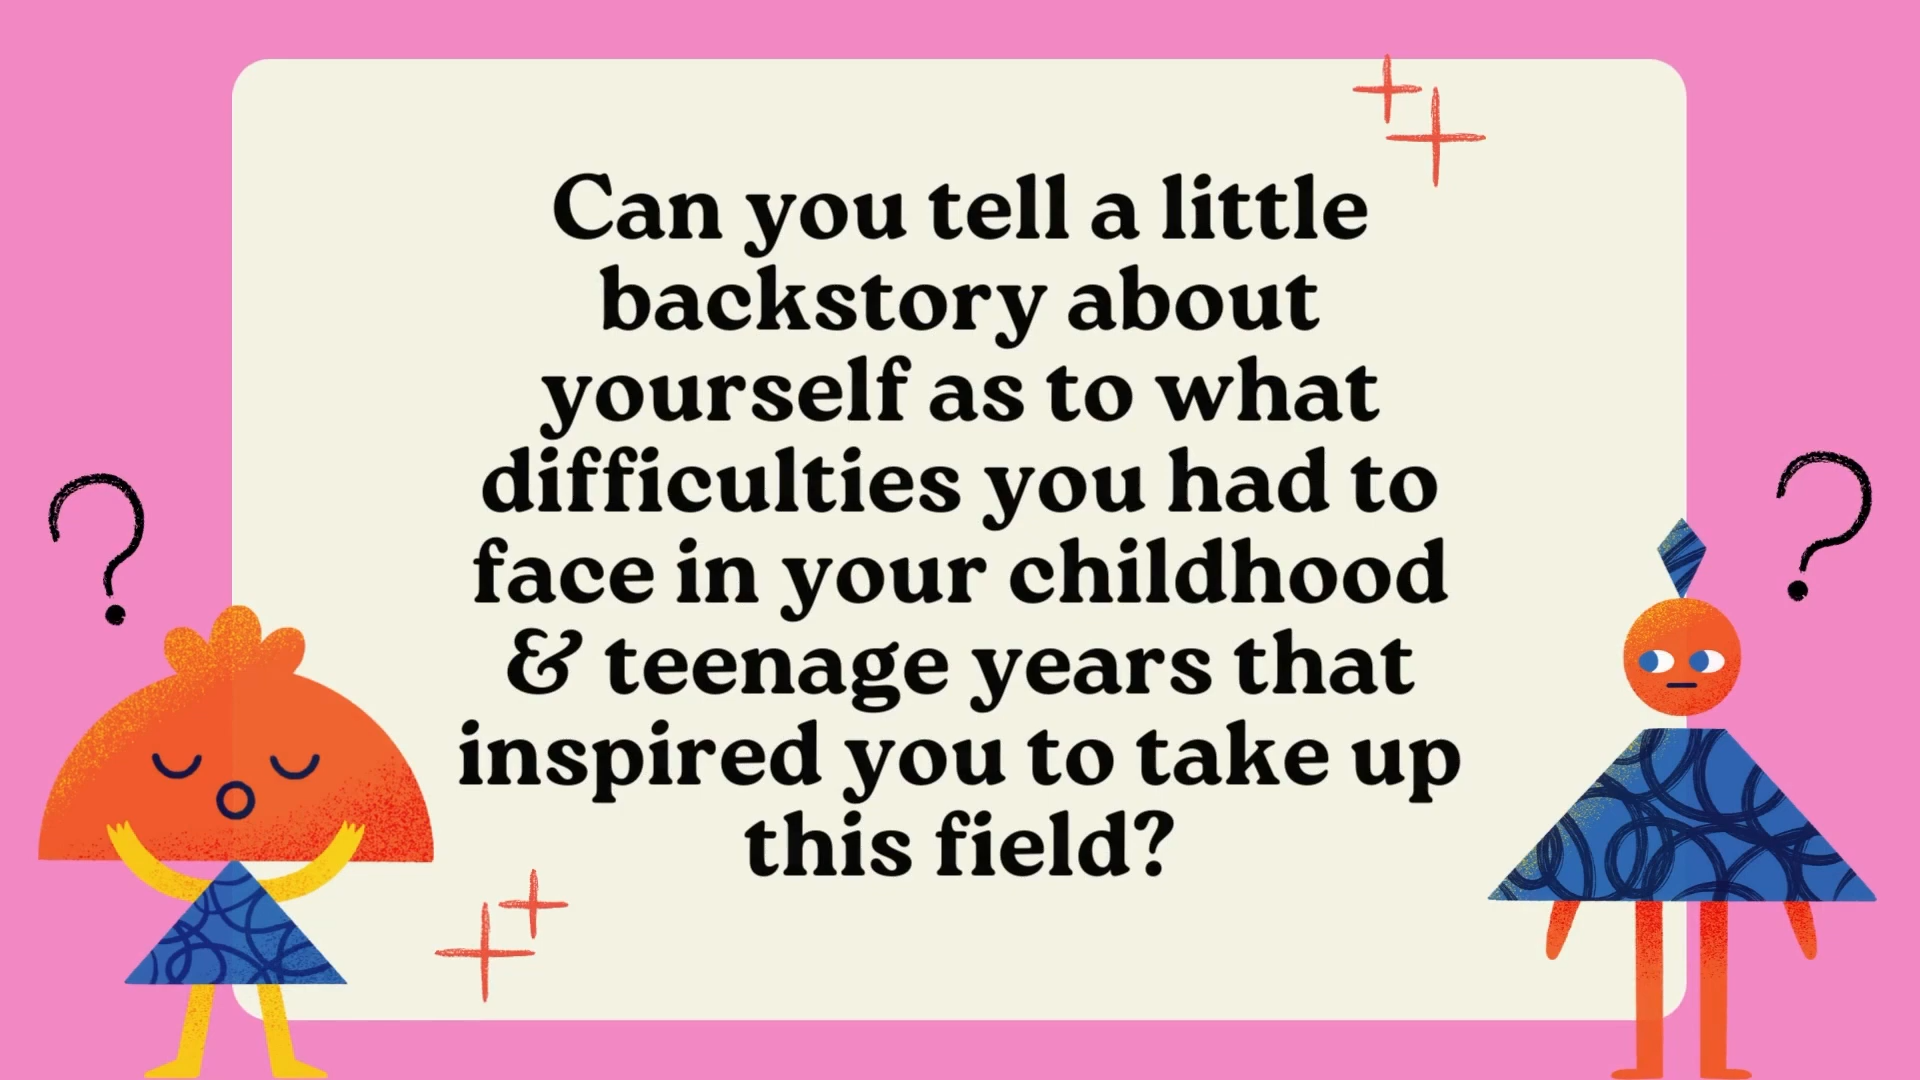 Can you tell a little
backstory about
yourself as to what
difficulties you had to
face in your childhood
& teenage years that
inspired you to take up
this field?
?
?